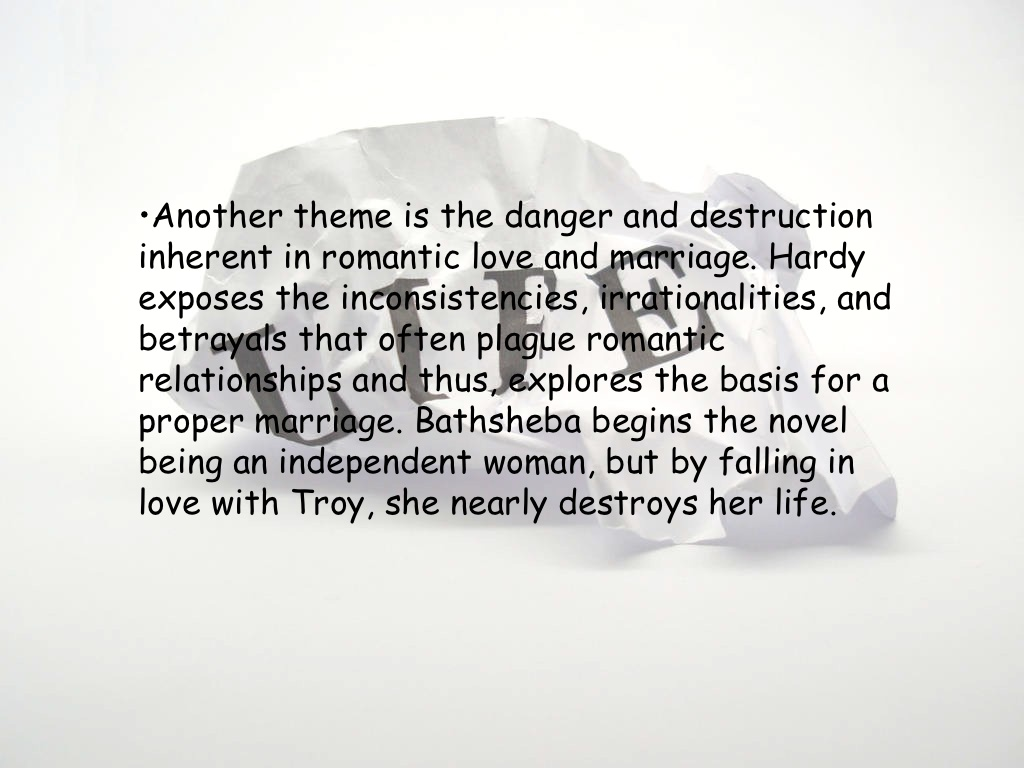 •Another theme is the danger and destruction
inherent in romantic love and marriage. Hardy
exposes the inconsistencies, irrationalities, and
betrayals that often plague romantic
relationships and thus, explores the basis for a
proper marriage. Bathsheba begins the novel
being an independent woman, but by falling in
love with Troy, she nearly destroys her life.
LIFE